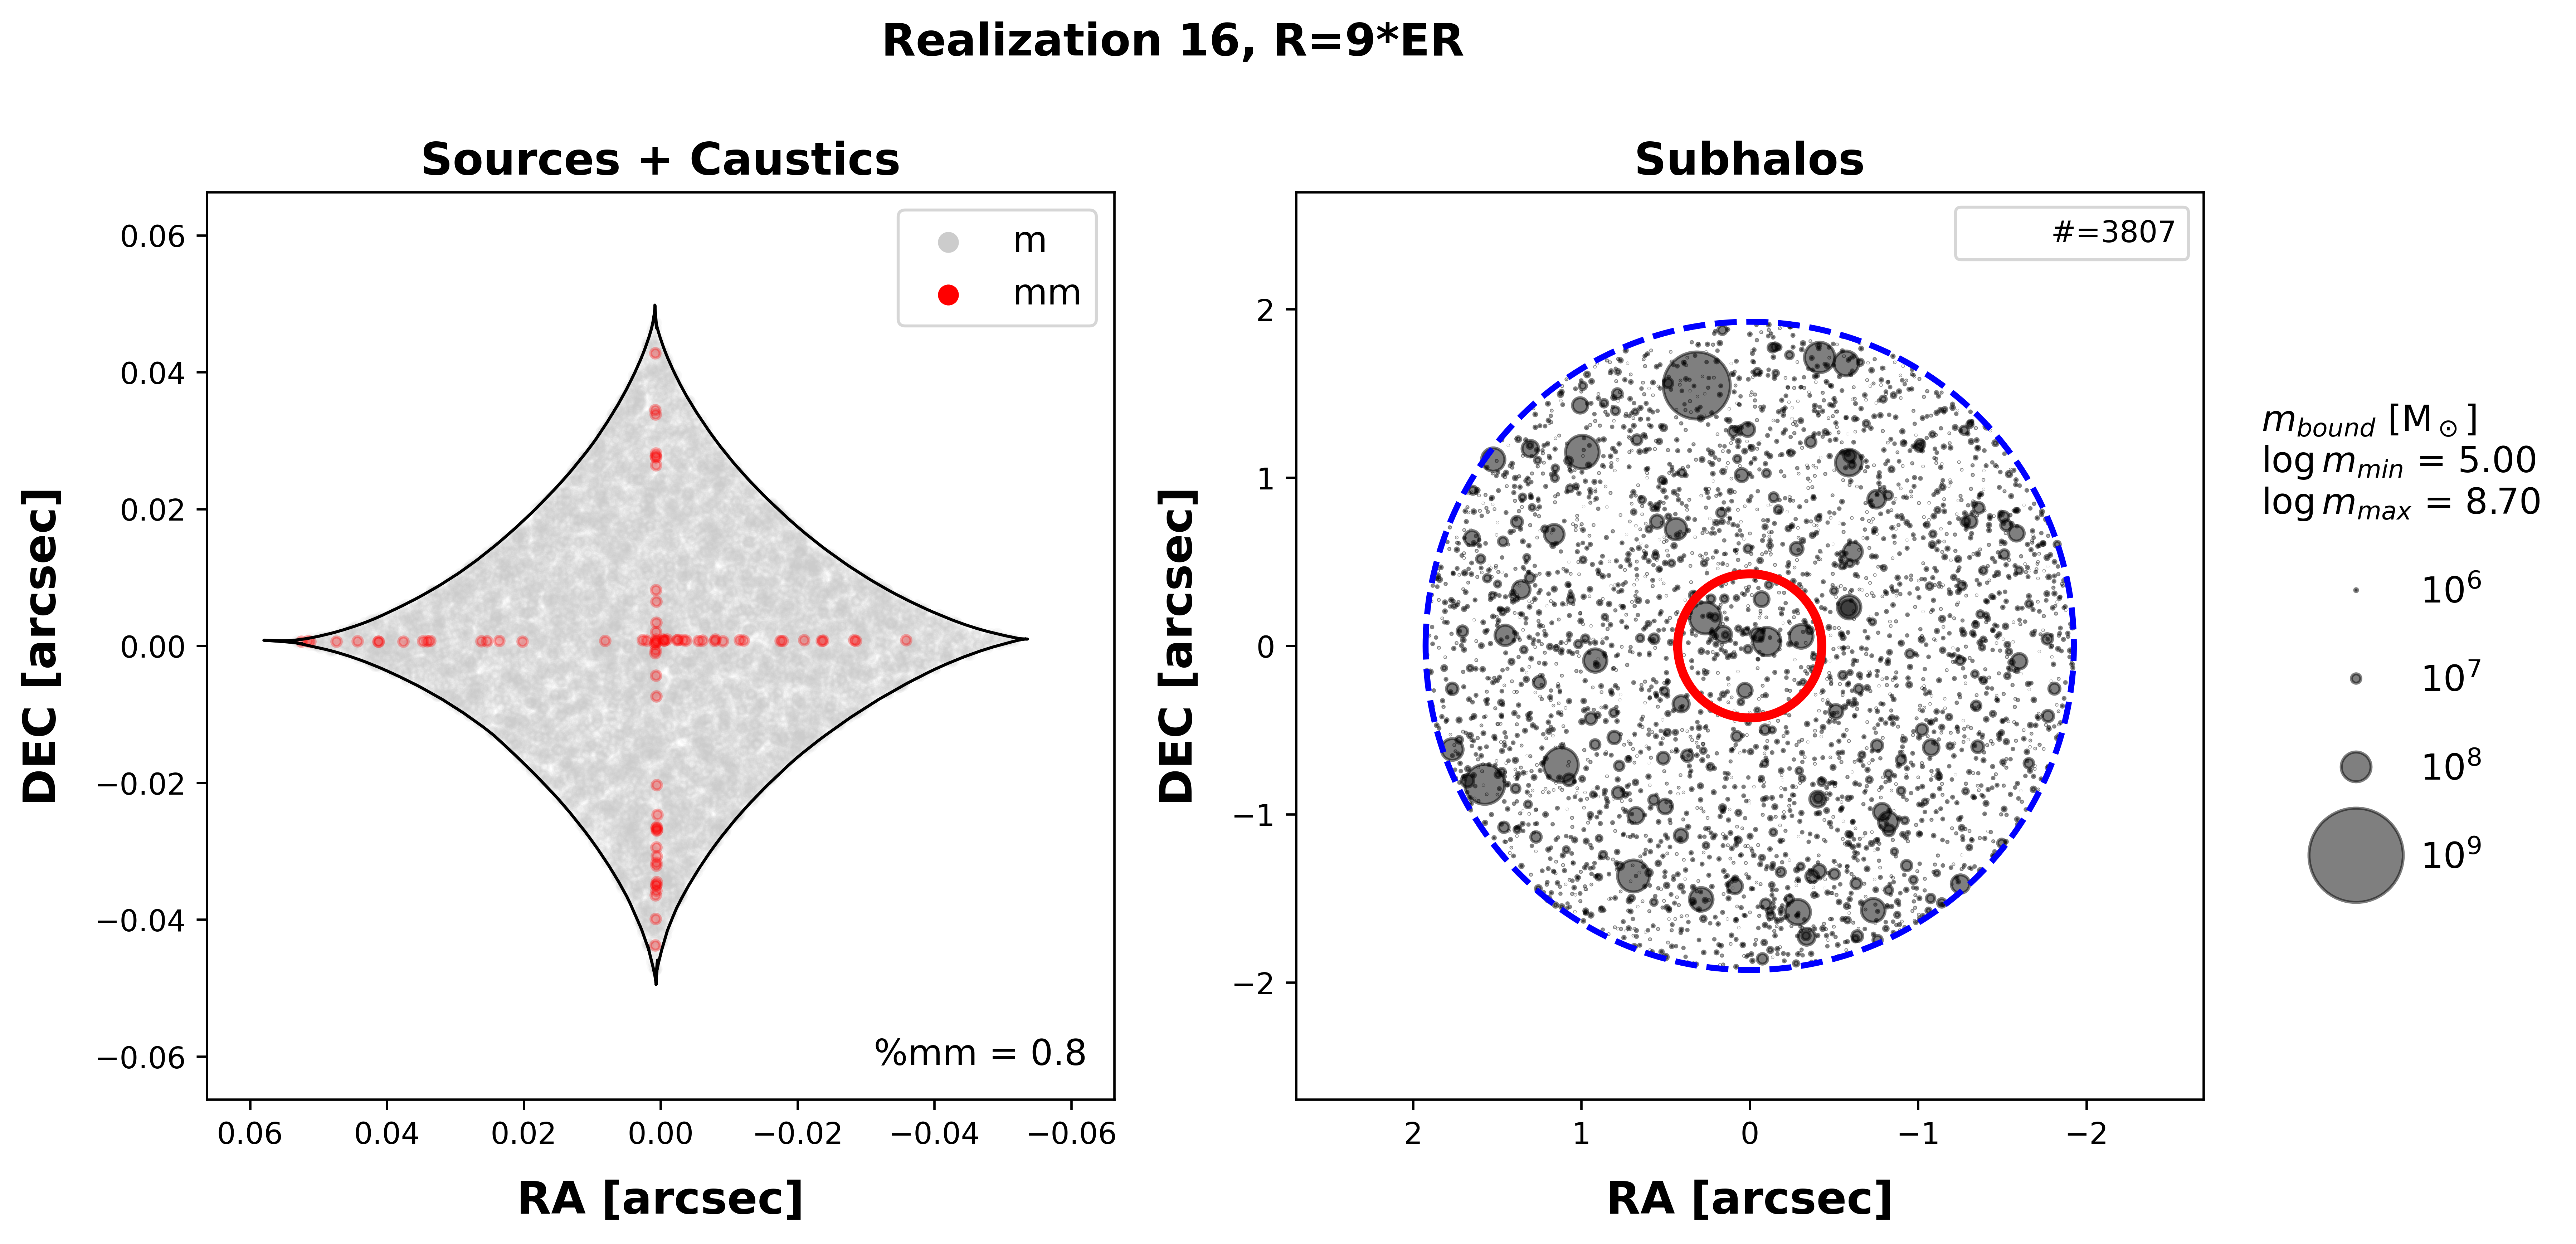 Realization 16, R=9*ER
Sources + Caustics
m
mm
%mm = 0.8
0.06
0.04
0.02
0.00
−0.02
−0.04
−0.06
DEC [arcsec]
0.06
0.04
0.02
0.00
−0.02
−0.04
−0.06
RA [arcsec]
Subhalos
#=3807
2
1
0
−1
−2
DEC [arcsec]
2
1
0
−1
−2
RA [arcsec]
m_bound [M_⊙]
log m_min = 5.00
log m_max = 8.70
10^6
10^7
10^8
10^9